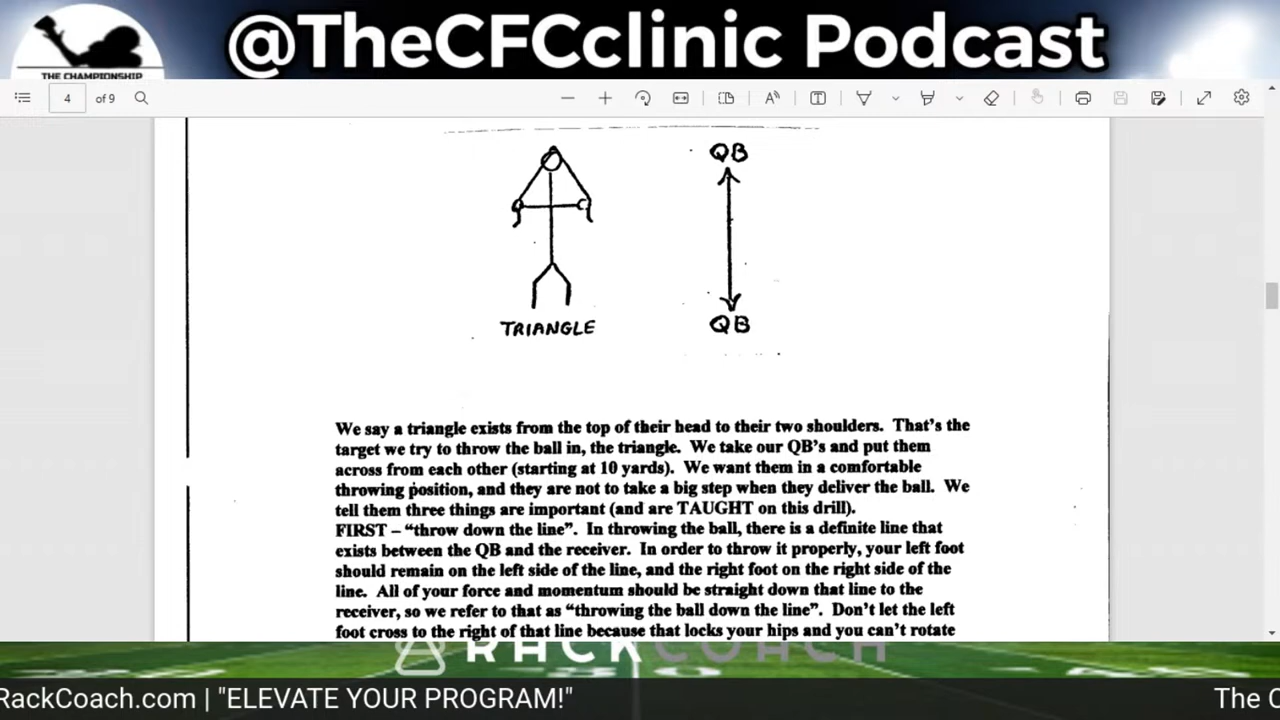 @TheCFCclinic Podcast
THE CHAMPIONSHIP
4 of 9
QB
TRIANGLE
QB
We say a triangle exists from the top of their head to their two shoulders. That's the
target we try to throw the ball in, the triangle. We take our QB's and put them
across from each other (starting at 10 yards). We want them in a comfortable
throwing position, and they are not to take a big step when they deliver the ball. We
tell them three things are important (and are TAUGHT on this drill).
FIRST – "throw down the line". In throwing the ball, there is a definite line that
exists between the QB and the receiver. In order to throw it properly, your left foot
should remain on the left side of the line, and the right foot on the right side of the
line. All of your force and momentum should be straight down that line to the
receiver, so we refer to that as "throwing the ball down the line". Don't let the left
foot cross to the right of that line because that locks your hips and you can't rotate
RACKCOACH
RackCoach.com | "ELEVATE YOUR PROGRAM!"
The C